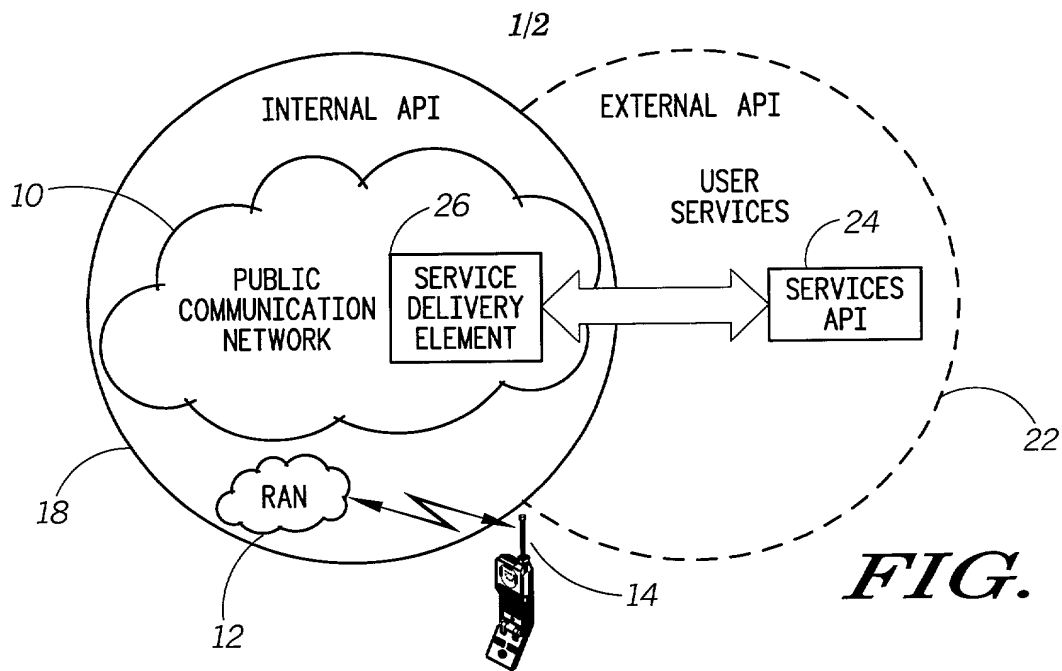 1/2
INTERNAL API
EXTERNAL API
10
26
USER
SERVICES
24
PUBLIC
COMMUNICATION
NETWORK
SERVICE
DELIVERY
ELEMENT
SERVICES
API
22
18
RAN
12
14
FIG.